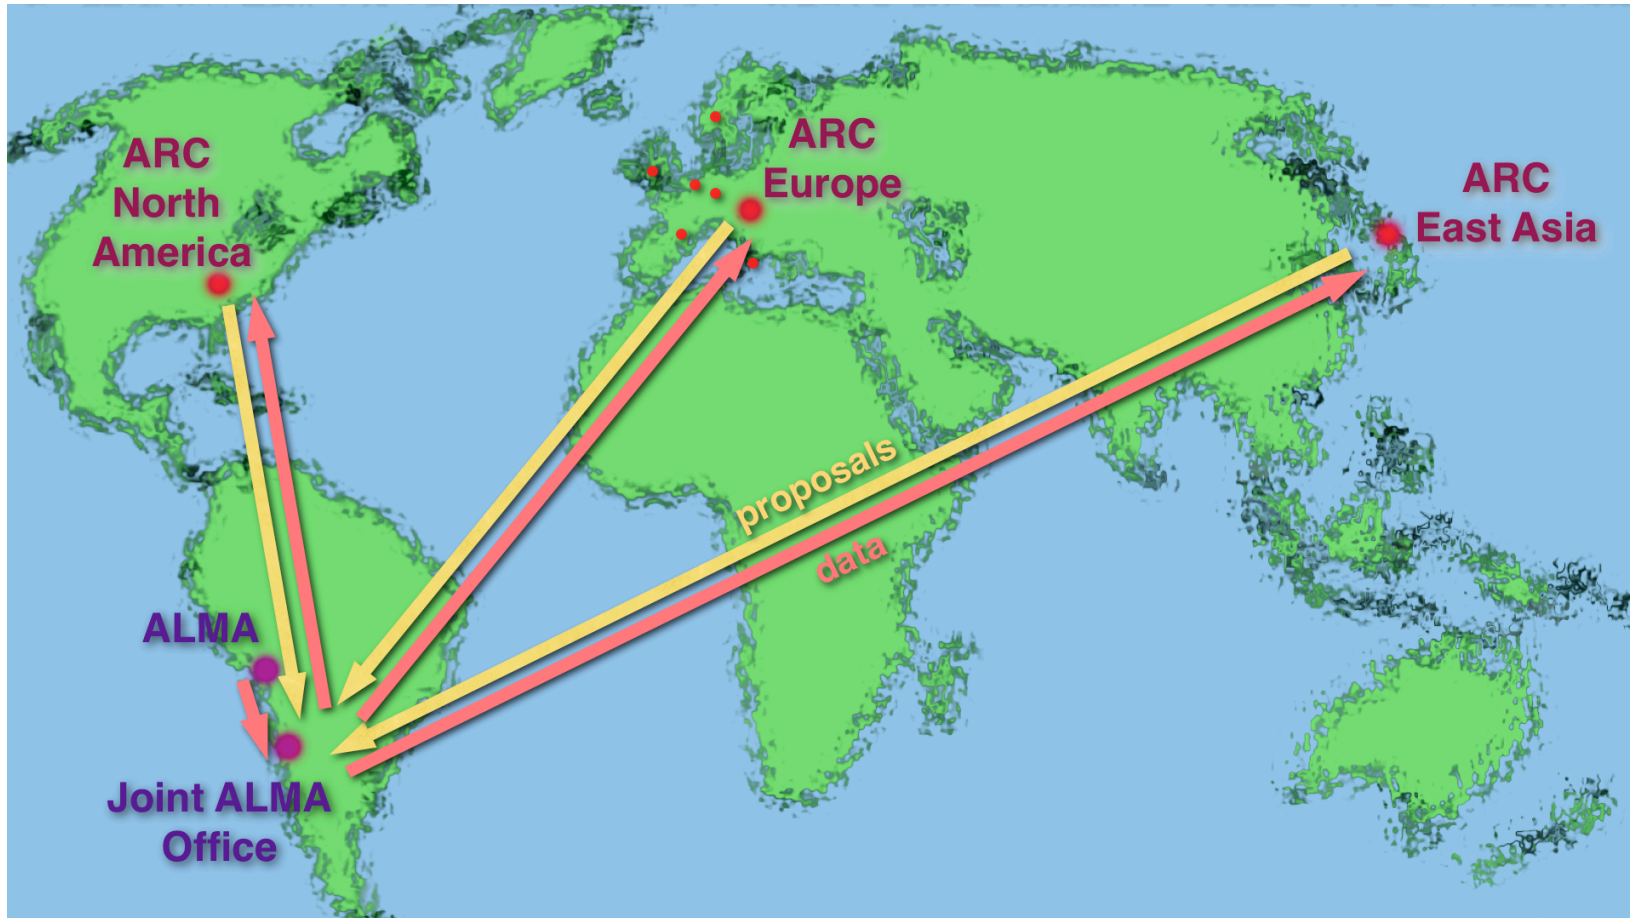 ARC
North
America
ARC
Europe
ARC
East Asia
proposals
data
ALMA
Joint ALMA
Office